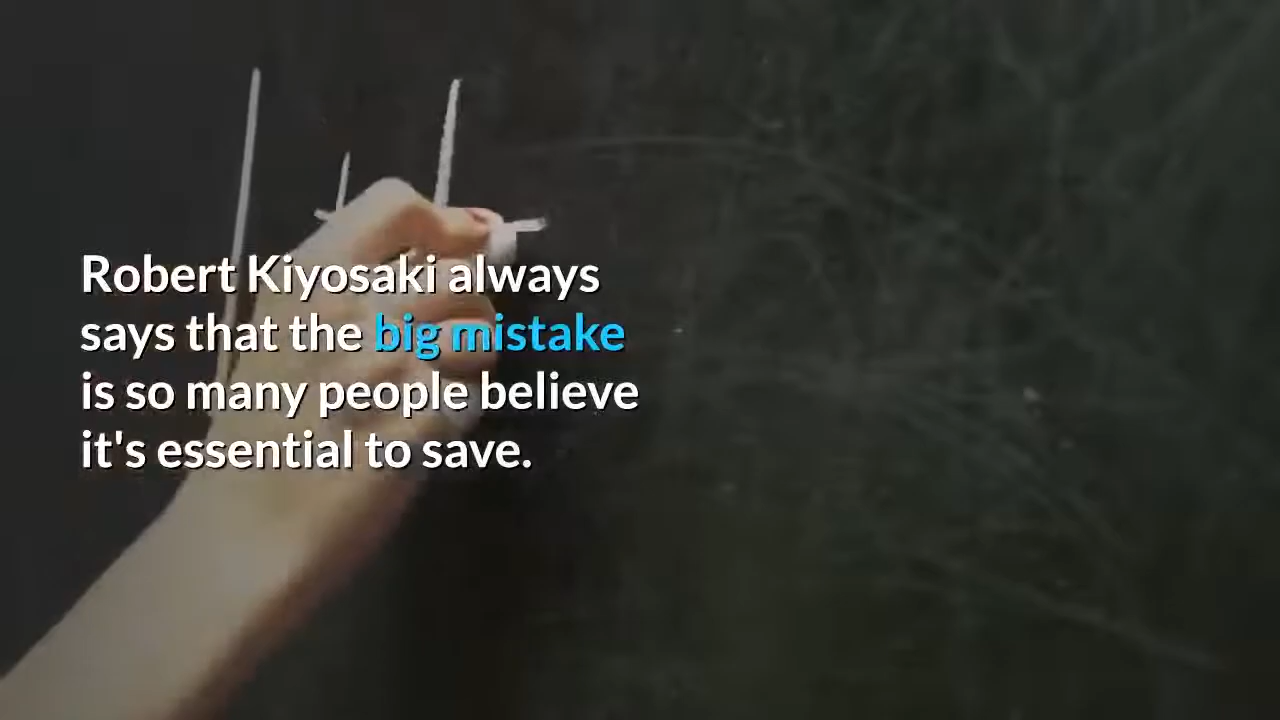 Robert Kiyosaki always
says that the big mistake
is so many people believe
it's essential to save.